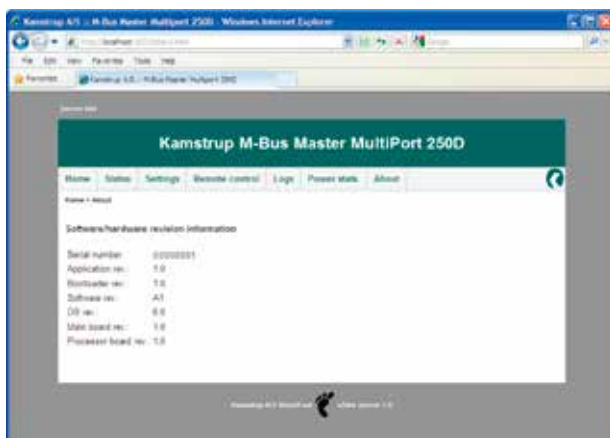 Kamstrup A/S :: M-Bus Master Multiport 250D - Windows Internet Explorer
File Edit View Favorites Tools Help
Favorites Kamstrup A/S :: M-Bus Master Multiport 250D
Kamstrup M-Bus Master MultiPort 250D
Home Status Settings Remote control Logs Power stats About
Home > About
Software/hardware revision information
Serial number: 00000001
Application rev.: 1.0
Bootloader rev.: 1.0
Software rev.: A1
OS rev.: 6.0
Main board rev.: 1.0
Processor board rev.: 1.0